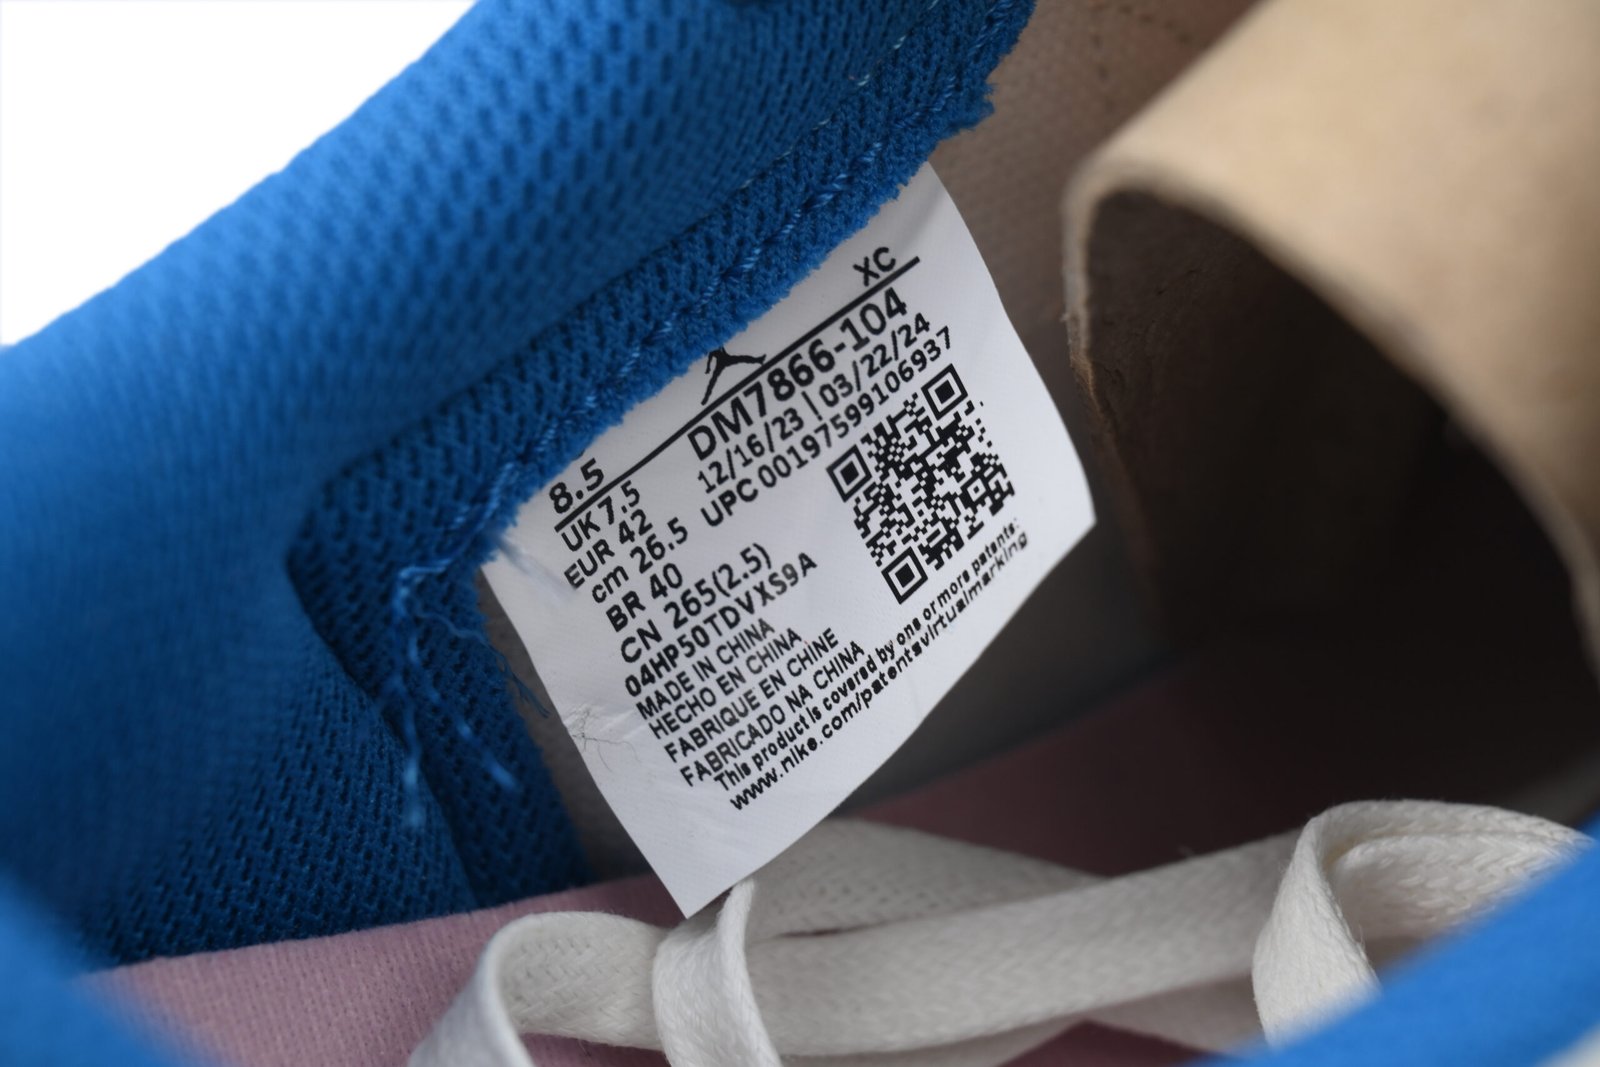 XC
8.5 DM7866-104
UK 7.5 12/16/23 | 03/22/24
EUR 42 UPC 00197599106937
cm 26.5
BR 40
CN 265(2.5)
04HP50TDVXS9A
MADE IN CHINA
HECHO EN CHINA
FABRIQUE EN CHINE
FABRICADO NA CHINA
This product is covered by one or more patents:
www.nike.com/patentsvirtualmarking